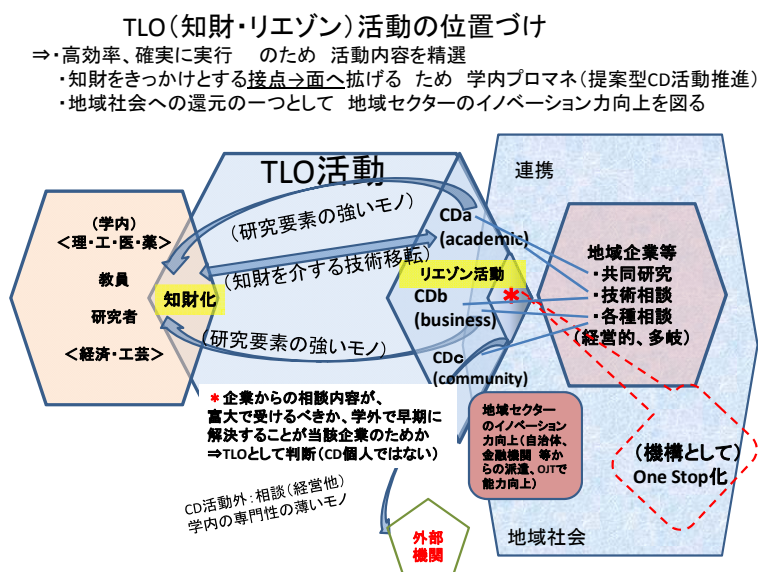 TLO(知財・リエゾン)活動の位置づけ
⇒・高効率、確実に実行　のため 活動内容を精選
・知財をきっかけとする接点→面へ拡げる ため 学内プロマネ(提案型CD活動推進)
・地域社会への還元の一つとして 地域セクターのイノベーション力向上を図る
TLO活動
連携
(学内)
<理・工・医・薬>
教員
研究者
<経済・工芸>
知財化
(研究要素の強いモノ)
(知財を介する技術移転)
(研究要素の強いモノ)
CDa
(academic)
リエゾン活動
CDb
(business)
CDc
(community)
*
地域企業等
・共同研究
・技術相談
・各種相談
(経営的、多岐)
*企業からの相談内容が、
富大で受けるべきか、学外で早期に
解決することが当該企業のためか
⇒TLOとして判断(CD個人ではない)
地域セクター
のイノベーション
力向上(自治体、
金融機関 等か
らの派遣、OJTで
能力向上)
(機構として)
One Stop化
CD活動外:相談(経営他)
学内の専門性の薄いモノ
外部
機関
地域社会